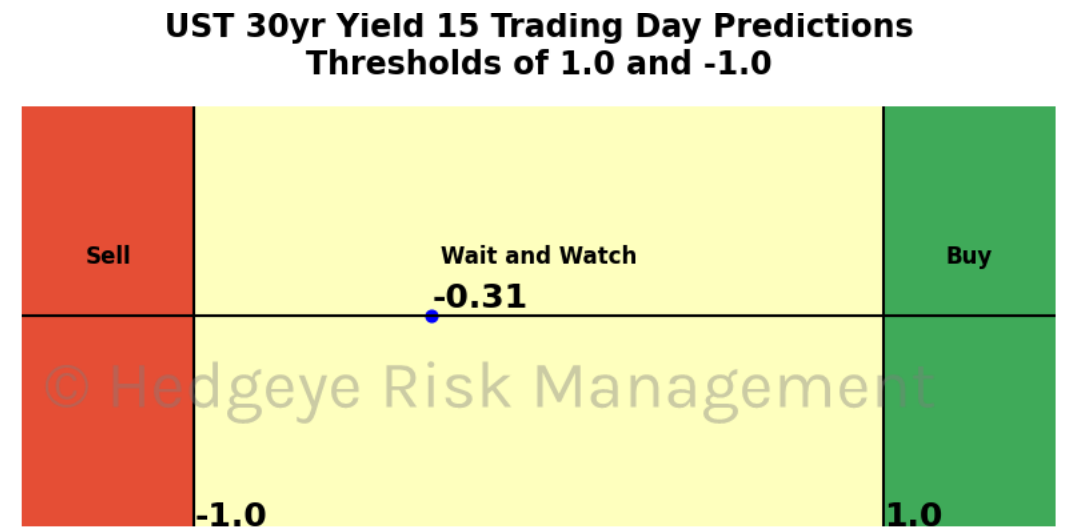 UST 30yr Yield 15 Trading Day Predictions
Thresholds of 1.0 and -1.0
Sell
Wait and Watch
Buy
-0.31
© Hedgeye Risk Management
-1.0
1.0